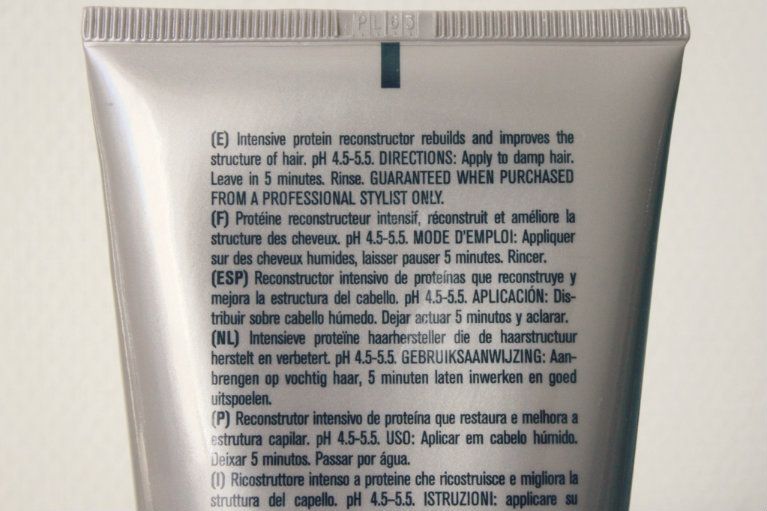 PL 63
(E) Intensive protein reconstructor rebuilds and improves the
structure of hair. pH 4.5-5.5. DIRECTIONS: Apply to damp hair.
Leave in 5 minutes. Rinse. GUARANTEED WHEN PURCHASED
FROM A PROFESSIONAL STYLIST ONLY.
(F) Protéine reconstructeur intensif, réconstruit et améliore la
structure des cheveux. pH 4.5-5.5. MODE D'EMPLOI: Appliquer
sur des cheveux humides, laisser pauser 5 minutes. Rincer.
(ESP) Reconstructor intensivo de proteínas que reconstruye y
mejora la estructura del cabello. pH 4.5-5.5. APLICACIÓN: Dis-
tribuir sobre cabello húmedo. Dejar actuar 5 minutos y aclarar.
(NL) Intensieve proteïne haarhersteller die de haarstructuur
herstelt en verbetert. pH 4.5-5.5. GEBRUIKSAANWIJZING: Aan-
brengen op vochtig haar, 5 minuten laten inwerken en goed
uitspoelen.
(P) Reconstrutor intensivo de proteína que restaura e melhora a
estrutura capilar. pH 4.5-5.5. USO: Aplicar em cabelo húmido.
Deixar 5 minutos. Passar por água.
(I) Ricostruttore intenso a proteine che ricostruisce e migliora la
struttura del capello. pH 4.5-5.5. ISTRUZIONI: applicare su